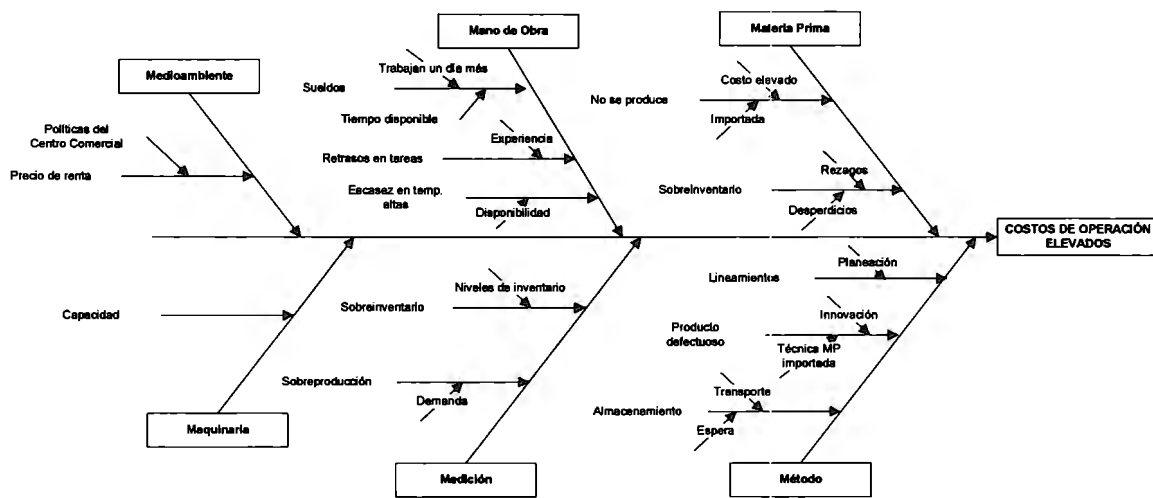 Mano de Obra
Materia Prima
Medioambiente
Trabajan un día más
Sueldos
Tiempo disponible
Costo elevado
No se produce
Importada
Políticas del
Centro Comercial
Precio de renta
Experiencia
Retrasos en tareas
Escasez en temp.
altas
Disponibilidad
Rezagos
Sobreinventario
Desperdicios
COSTOS DE OPERACIÓN
ELEVADOS
Planeación
Lineamientos
Niveles de inventario
Sobreinventario
Capacidad
Innovación
Producto
defectuoso
Técnica MP
importada
Sobreproducción
Demanda
Transporte
Almacenamiento
Espera
Maquinaria
Medición
Método